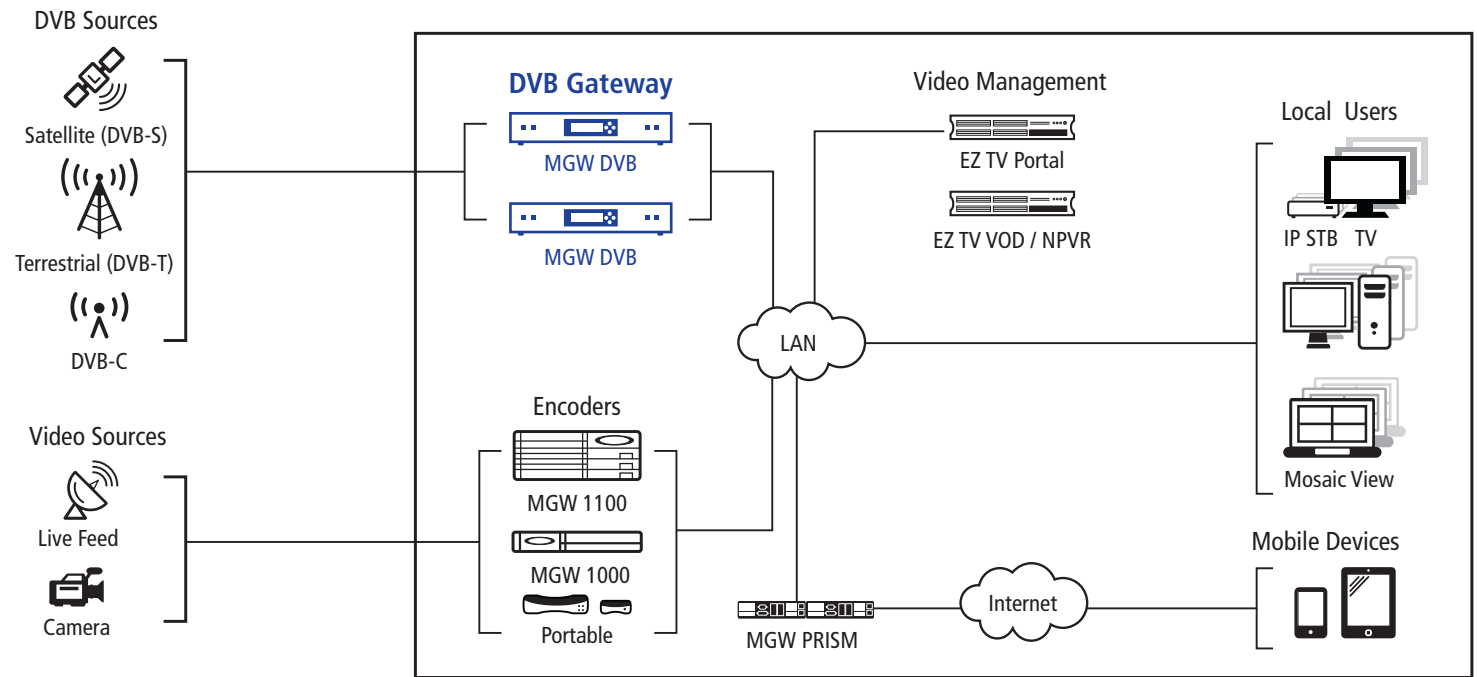 DVB Sources
Satellite (DVB-S)
Terrestrial (DVB-T)
DVB-C
Video Sources
Live Feed
Camera
DVB Gateway
MGW DVB
MGW DVB
Encoders
MGW 1100
MGW 1000
Portable
LAN
Video Management
EZ TV Portal
EZ TV VOD / NPVR
MGW PRISM
Internet
Local Users
IP STB TV
Mosaic View
Mobile Devices